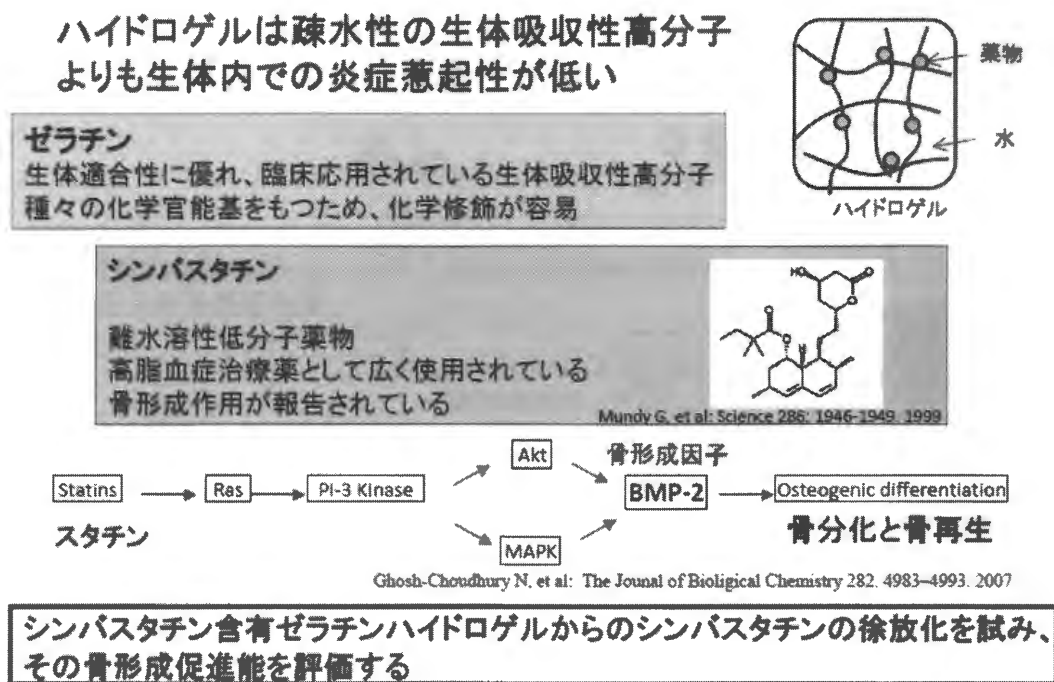 ハイドロゲルは疎水性の生体吸収性高分子
よりも生体内での炎症惹起性が低い
薬物
水
ハイドロゲル
ゼラチン
生体適合性に優れ、臨床応用されている生体吸収性高分子
種々の化学官能基をもつため、化学修飾が容易
シンバスタチン
難水溶性低分子薬物
高脂血症治療薬として広く使用されている
骨形成作用が報告されている
HO
O
O
O
O
H
Mundy G, et al: Science 286: 1946-1949. 1999
Statins
Ras
PI-3 Kinase
Akt
MAPK
骨形成因子
BMP-2
Osteogenic differentiation
スタチン
骨分化と骨再生
Ghosh-Choudhury N. et al: The Jounal of Bioligical Chemistry 282. 4983–4993. 2007
シンバスタチン含有ゼラチンハイドロゲルからのシンバスタチンの徐放化を試み、
その骨形成促進能を評価する